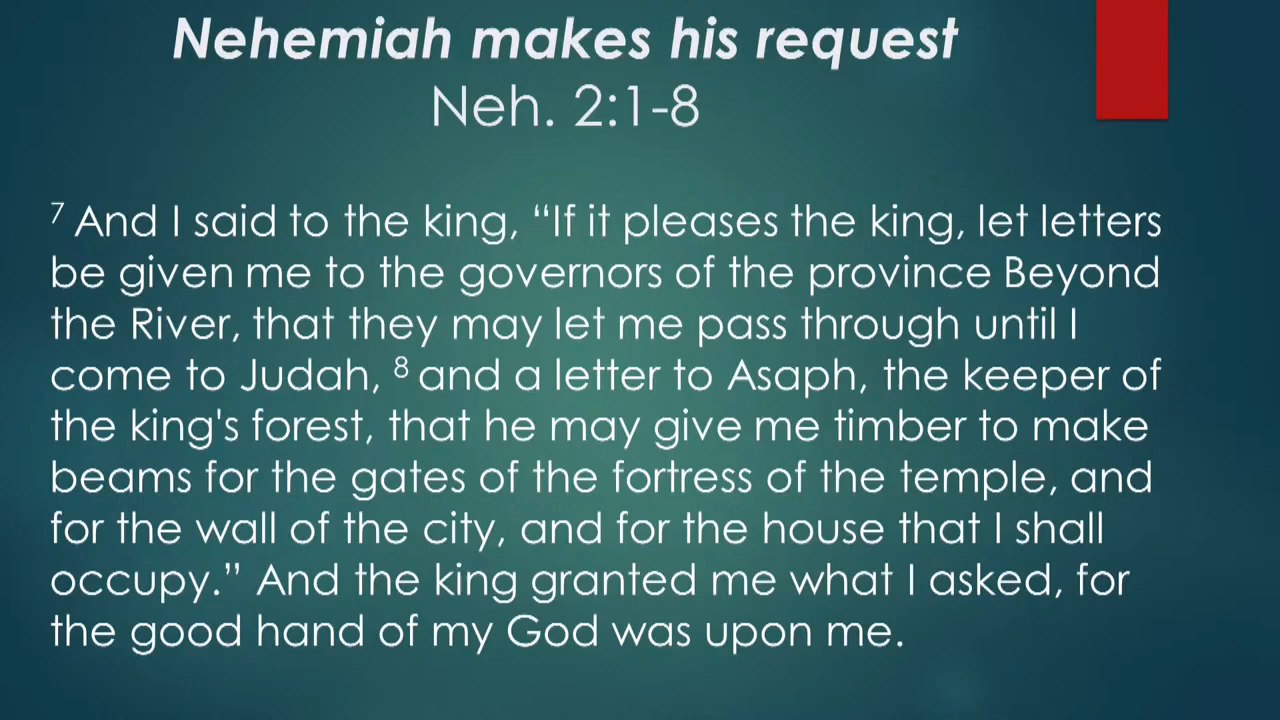 Nehemiah makes his request
Neh. 2:1-8
7 And I said to the king, “If it pleases the king, let letters
be given me to the governors of the province Beyond
the River, that they may let me pass through until I
come to Judah, 8 and a letter to Asaph, the keeper of
the king's forest, that he may give me timber to make
beams for the gates of the fortress of the temple, and
for the wall of the city, and for the house that I shall
occupy.” And the king granted me what I asked, for
the good hand of my God was upon me.